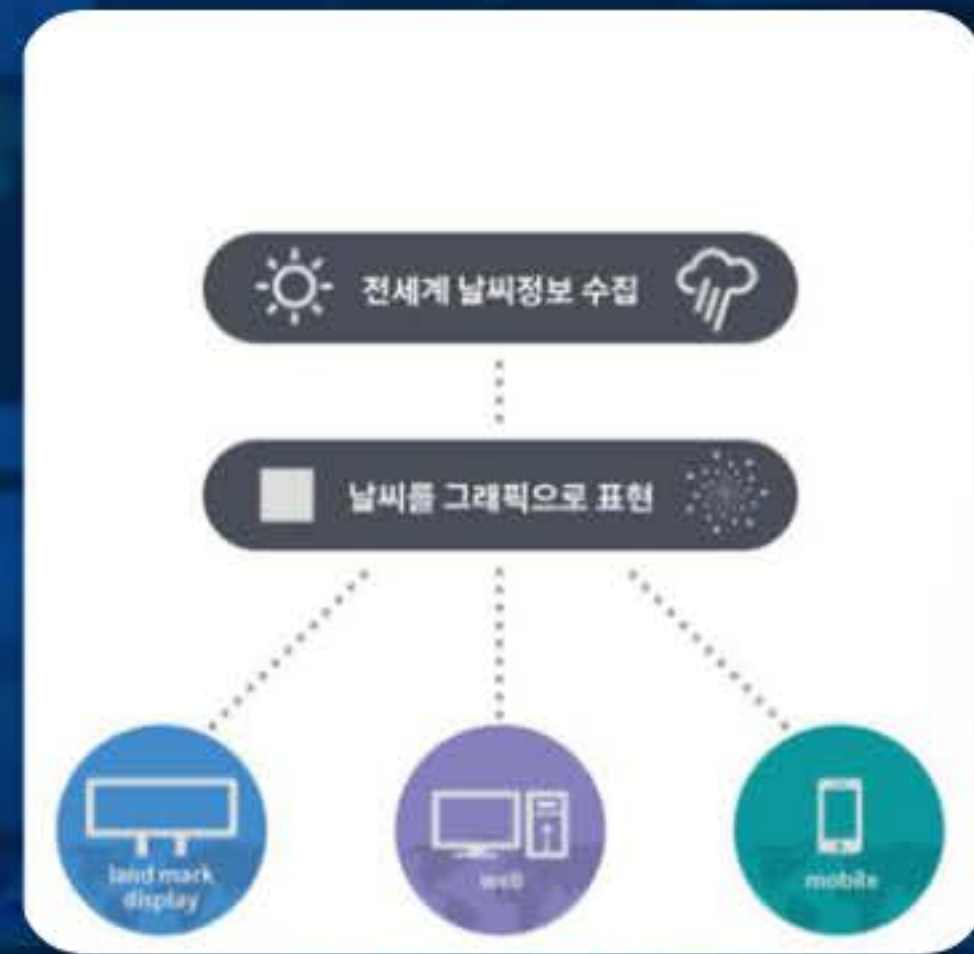 전세계 날씨정보 수집
날씨를 그래픽으로 표현
land mark
display
web
mobile